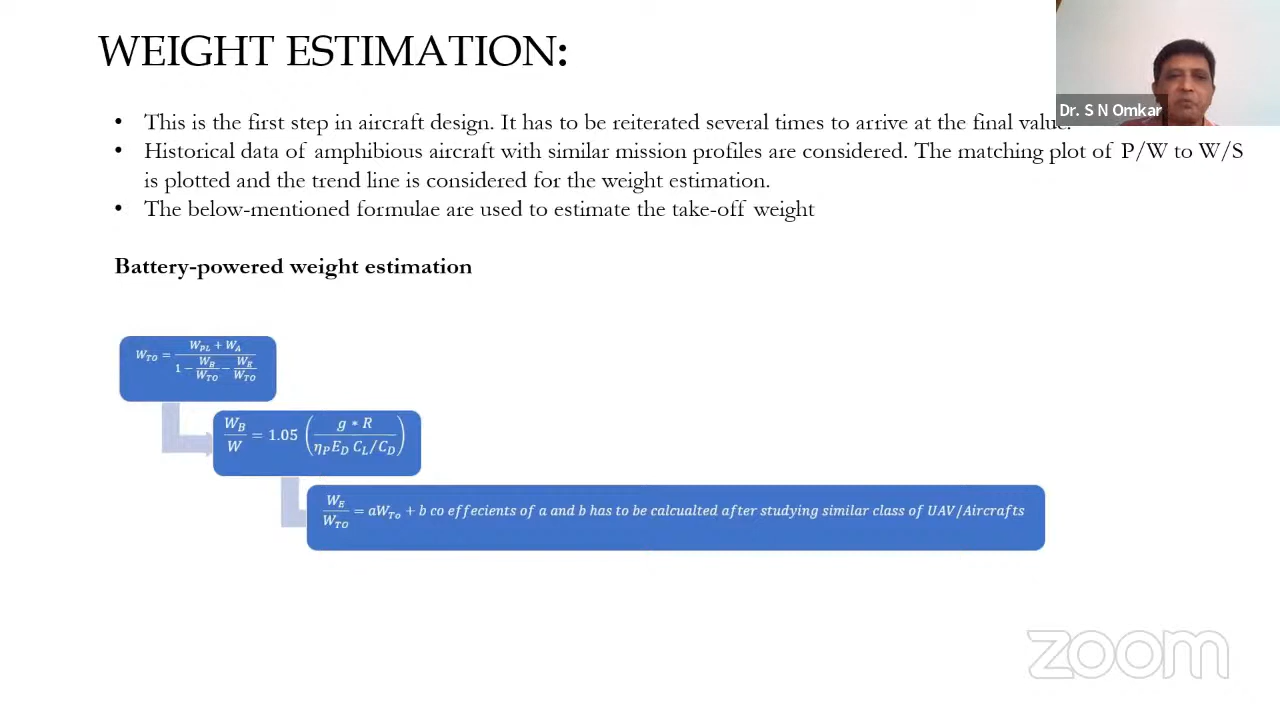 WEIGHT ESTIMATION:
Dr. S N Omkar
• This is the first step in aircraft design. It has to be reiterated several times to arrive at the final value.
• Historical data of amphibious aircraft with similar mission profiles are considered. The matching plot of P/W to W/S
is plotted and the trend line is considered for the weight estimation.
• The below-mentioned formulae are used to estimate the take-off weight
Battery-powered weight estimation
W_TO = (W_PL + W_A) / (1 − W_B/W_TO − W_E/W_TO)
W_B/W = 1.05 (g * R / (η_P E_D C_L/C_D))
W_E/W_TO = aW_To + b co effecients of a and b has to be calcualted after studying similar class of UAV/Aircrafts
zoom